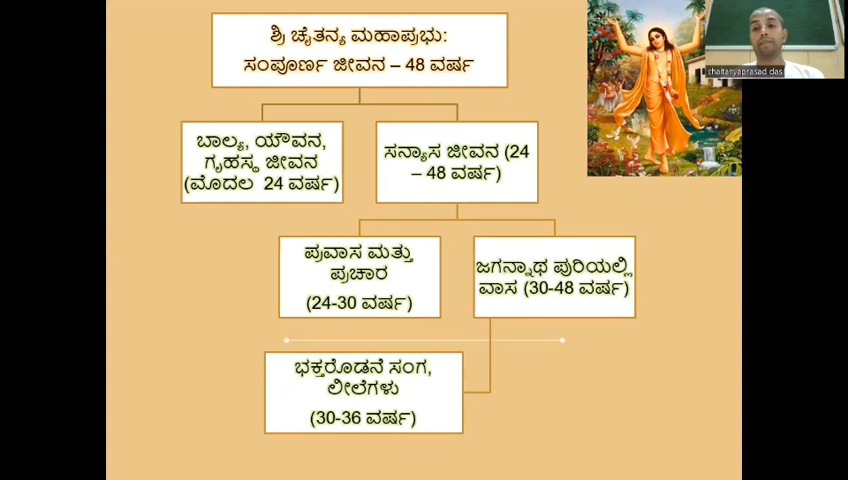 ಶ್ರಿ ಚೈತನ್ಯ ಮಹಾಪ್ರಭು:
ಸಂಪೂರ್ಣ ಜೀವನ – 48 ವರ್ಷ
chaitanyaprasad das
ಬಾಲ್ಯ, ಯೌವನ,
ಗೃಹಸ್ಥ ಜೀವನ
(ಮೊದಲ 24 ವರ್ಷ)
ಸನ್ಯಾಸ ಜೀವನ (24
– 48 ವರ್ಷ)
ಪ್ರವಾಸ ಮತ್ತು
ಪ್ರಚಾರ
(24-30 ವರ್ಷ)
ಜಗನ್ನಾಥ ಪುರಿಯಲ್ಲಿ
ವಾಸ (30-48 ವರ್ಷ)
ಭಕ್ತರೊಡನೆ ಸಂಗ,
ಲೀಲೆಗಳು
(30-36 ವರ್ಷ)